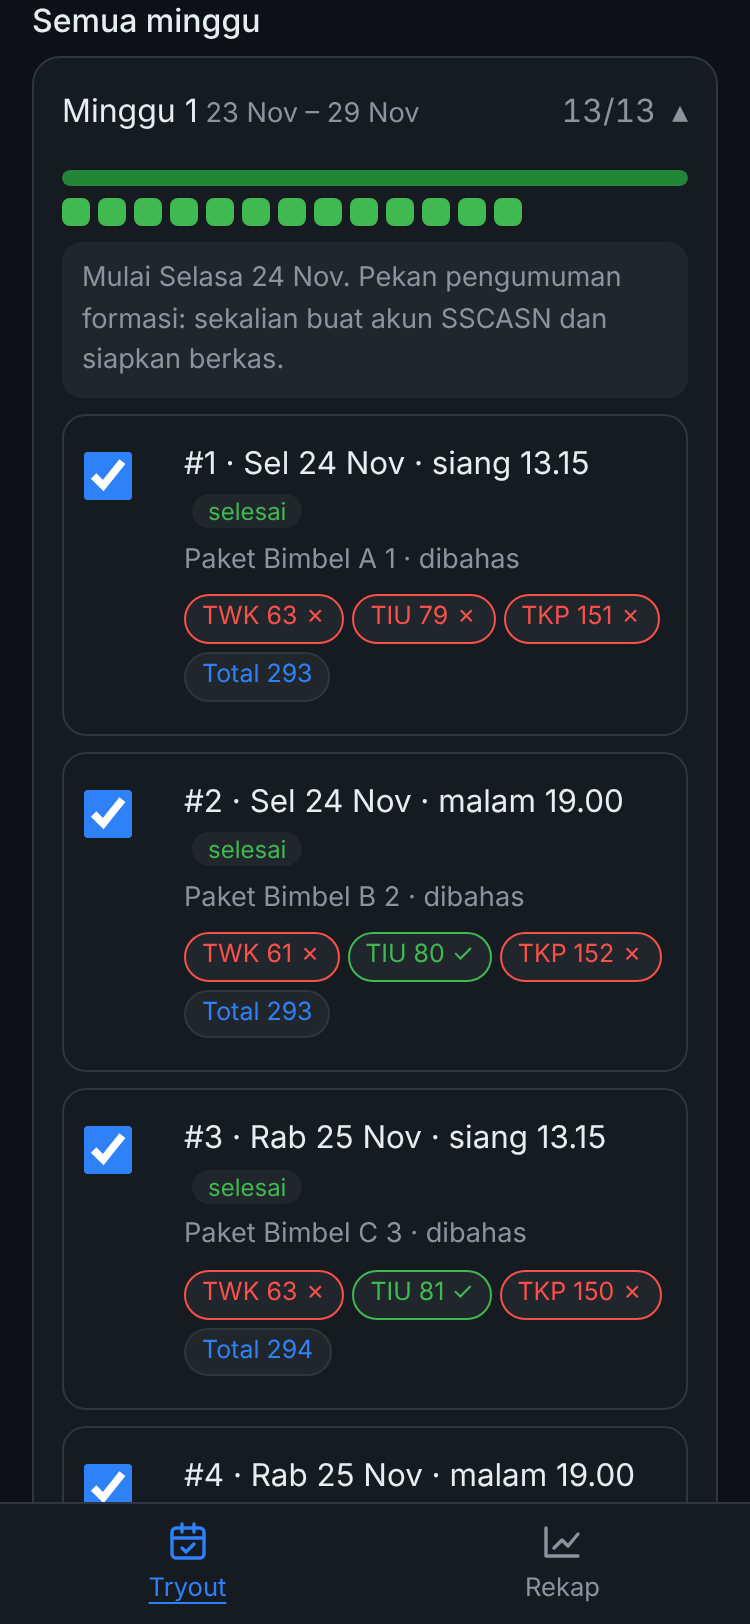 Semua minggu
Minggu 1 23 Nov – 29 Nov 13/13 ▲
Mulai Selasa 24 Nov. Pekan pengumuman
formasi: sekalian buat akun SSCASN dan
siapkan berkas.
#1 · Sel 24 Nov · siang 13.15
selesai
Paket Bimbel A 1 · dibahas
TWK 63 × TIU 79 × TKP 151 ×
Total 293
#2 · Sel 24 Nov · malam 19.00
selesai
Paket Bimbel B 2 · dibahas
TWK 61 × TIU 80 ✓ TKP 152 ×
Total 293
#3 · Rab 25 Nov · siang 13.15
selesai
Paket Bimbel C 3 · dibahas
TWK 63 × TIU 81 ✓ TKP 150 ×
Total 294
#4 · Rab 25 Nov · malam 19.00
Tryout Rekap